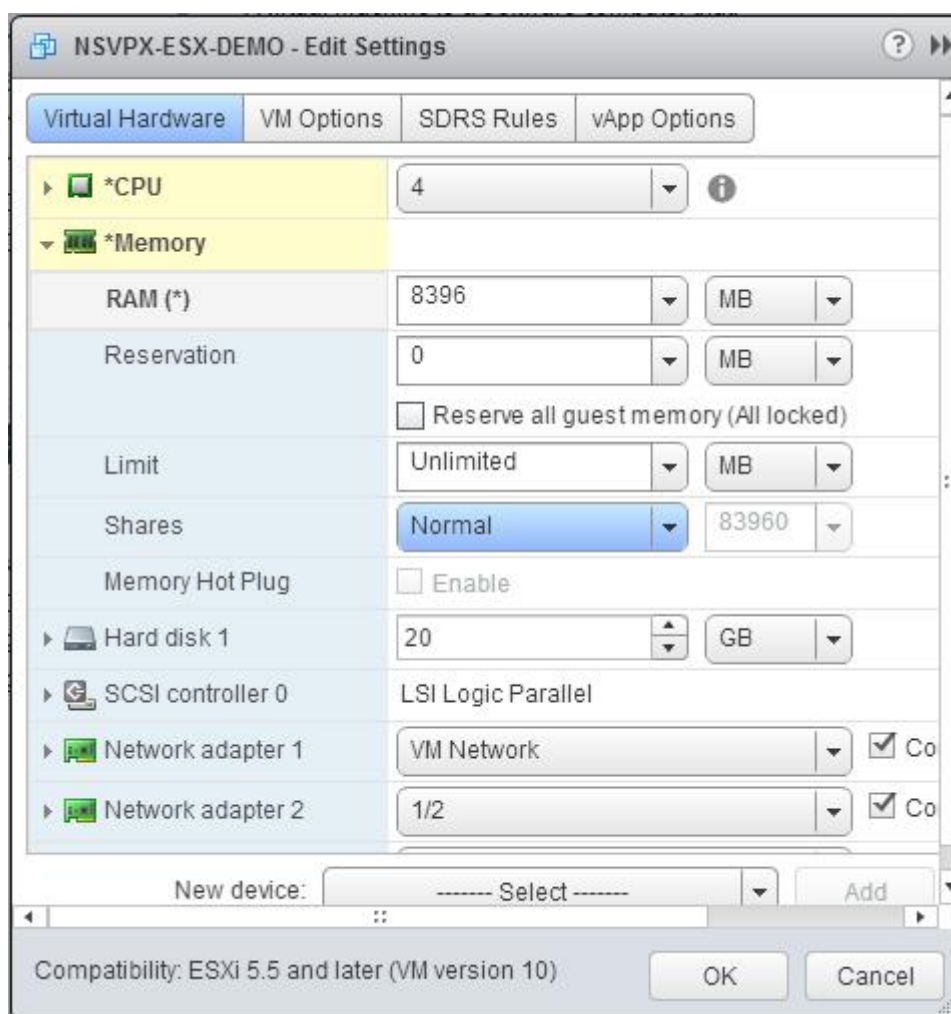 NSVPX-ESX-DEMO - Edit Settings ?
Virtual Hardware VM Options SDRS Rules vApp Options
*CPU 4
*Memory
RAM (*) 8396 MB
Reservation 0 MB
Reserve all guest memory (All locked)
Limit Unlimited MB
Shares Normal 83960
Memory Hot Plug Enable
Hard disk 1 20 GB
SCSI controller 0 LSI Logic Parallel
Network adapter 1 VM Network Co
Network adapter 2 1/2 Co
New device: ------- Select ------- Add
Compatibility: ESXi 5.5 and later (VM version 10) OK Cancel